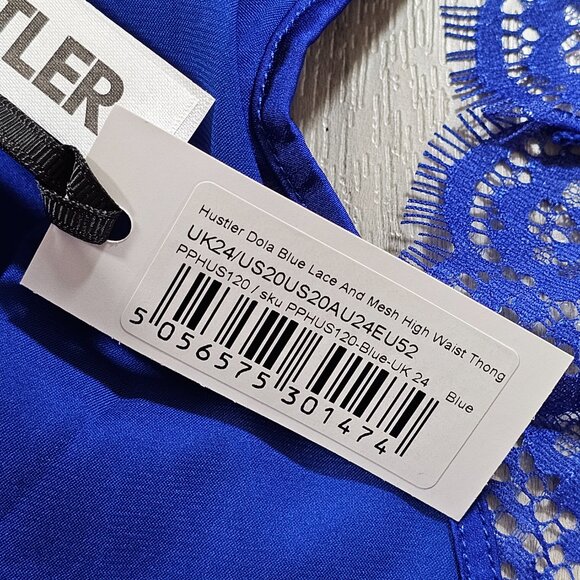 TLER
Hustler Dola Blue Lace And Mesh High Waist Thong
UK24/US20US20AU24EU52
PPHUS120 / sku PPHUS120-Blue-UK 24 Blue
5 056575 301474